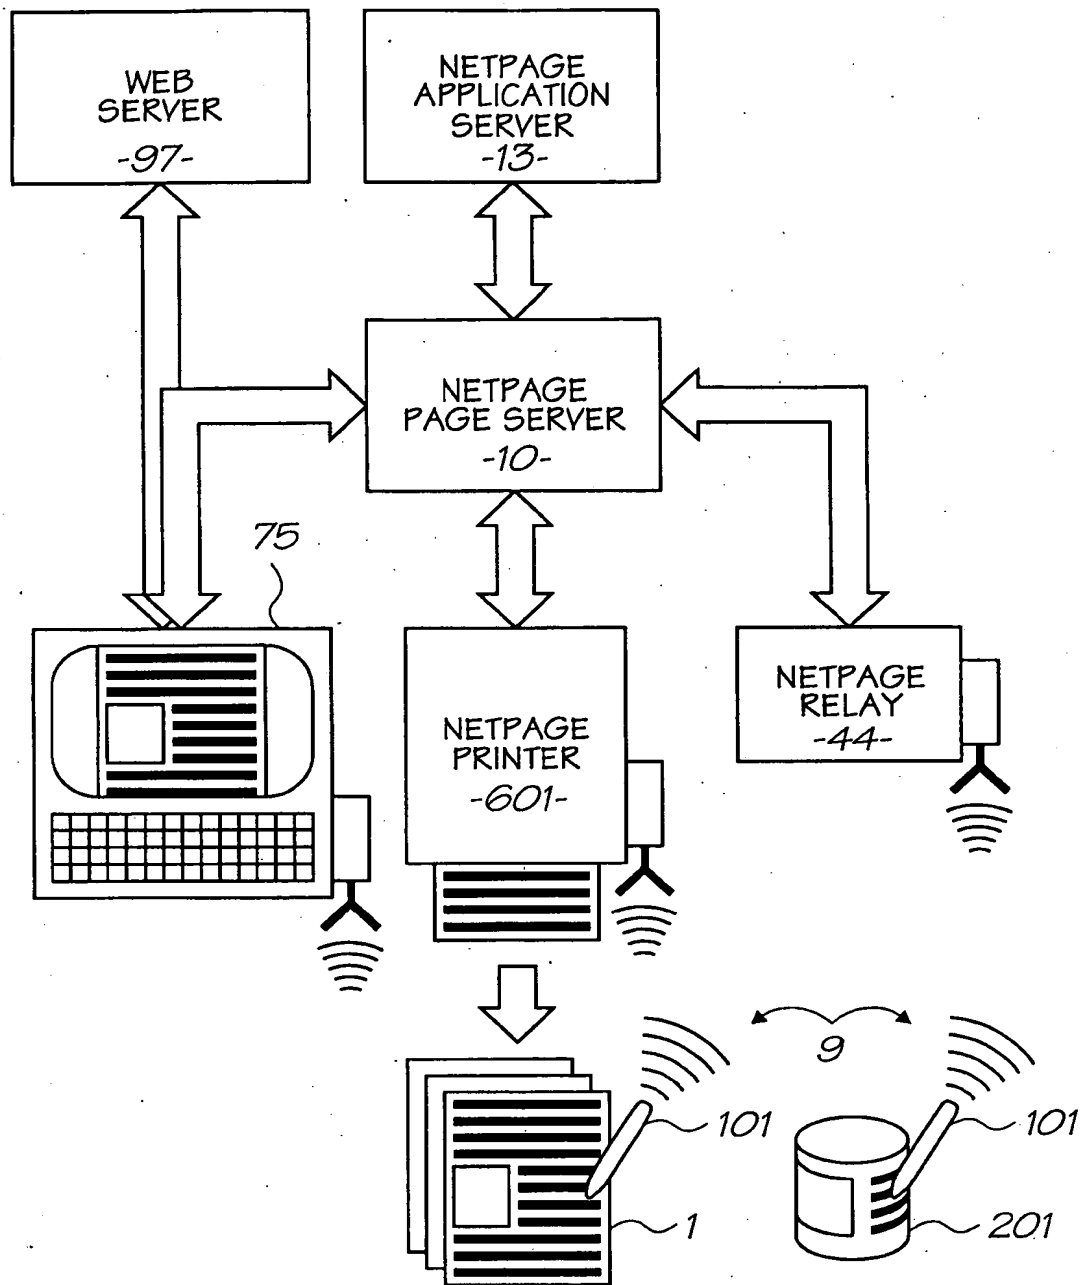 WEB
SERVER
-97-
NETPAGE
APPLICATION
SERVER
-13-
NETPAGE
PAGE SERVER
-10-
75
NETPAGE
PRINTER
-601-
NETPAGE
RELAY
-44-
9
101
101
1
201